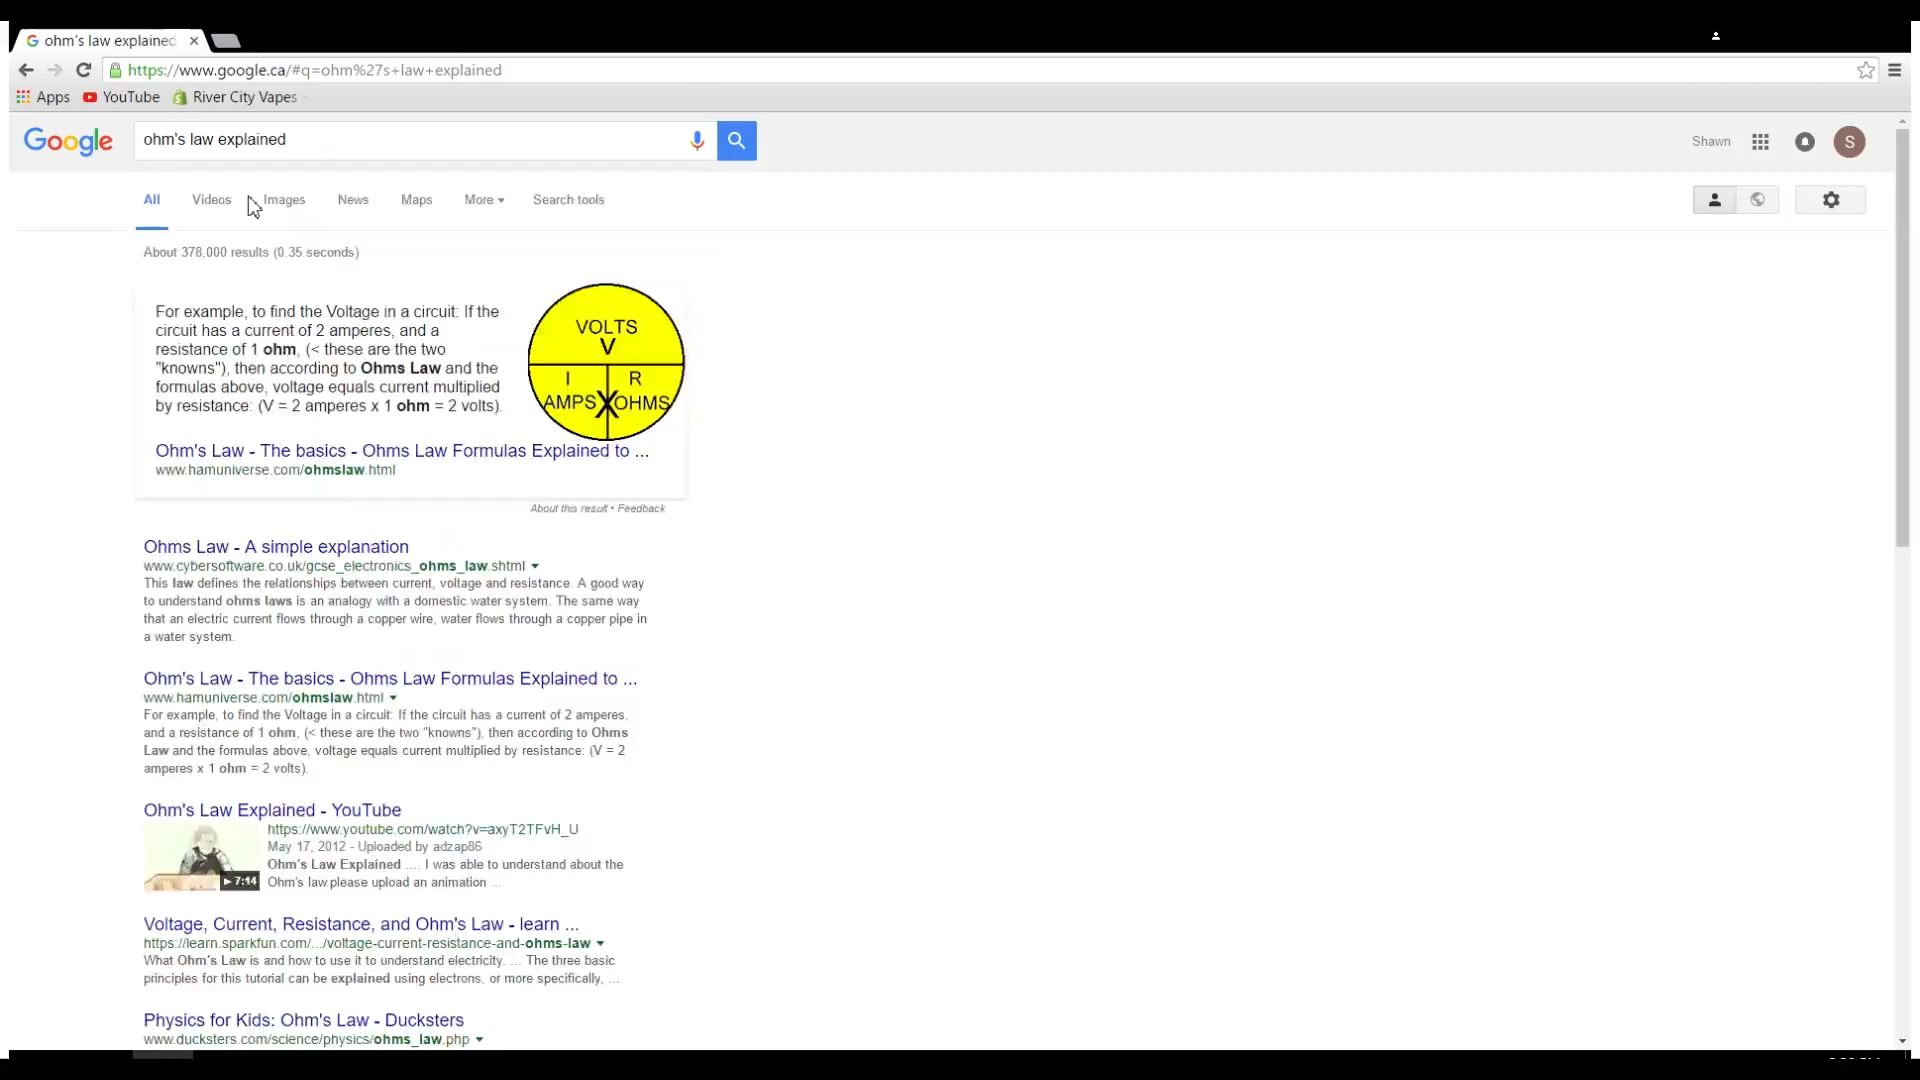 ohm's law explained
https://www.google.ca/#q=ohm%27s+law+explained
Apps YouTube River City Vapes
Google ohm's law explained Shawn S
All Videos Images News Maps More Search tools
About 378,000 results (0.35 seconds)
For example, to find the Voltage in a circuit: If the
circuit has a current of 2 amperes, and a
resistance of 1 ohm, (< these are the two
"knowns"), then according to Ohms Law and the
formulas above, voltage equals current multiplied
by resistance: (V = 2 amperes x 1 ohm = 2 volts).
VOLTS
V
I R
AMPS X OHMS
Ohm's Law - The basics - Ohms Law Formulas Explained to ...
www.hamuniverse.com/ohmslaw.html
About this result • Feedback
Ohms Law - A simple explanation
www.cybersoftware.co.uk/gcse_electronics_ohms_law.shtml
This law defines the relationships between current, voltage and resistance. A good way
to understand ohms laws is an analogy with a domestic water system. The same way
that an electric current flows through a copper wire, water flows through a copper pipe in
a water system.
Ohm's Law - The basics - Ohms Law Formulas Explained to ...
www.hamuniverse.com/ohmslaw.html
For example, to find the Voltage in a circuit: If the circuit has a current of 2 amperes,
and a resistance of 1 ohm, (< these are the two "knowns"), then according to Ohms
Law and the formulas above, voltage equals current multiplied by resistance: (V = 2
amperes x 1 ohm = 2 volts).
Ohm's Law Explained - YouTube
https://www.youtube.com/watch?v=axyT2TFvH_U
May 17, 2012 - Uploaded by adzap86
Ohm's Law Explained .... I was able to understand about the
Ohm's law please upload an animation ...
7:14
Voltage, Current, Resistance, and Ohm's Law - learn ...
https://learn.sparkfun.com/.../voltage-current-resistance-and-ohms-law
What Ohm's Law is and how to use it to understand electricity. ... The three basic
principles for this tutorial can be explained using electrons, or more specifically, ...
Physics for Kids: Ohm's Law - Ducksters
www.ducksters.com/science/physics/ohms_law.php